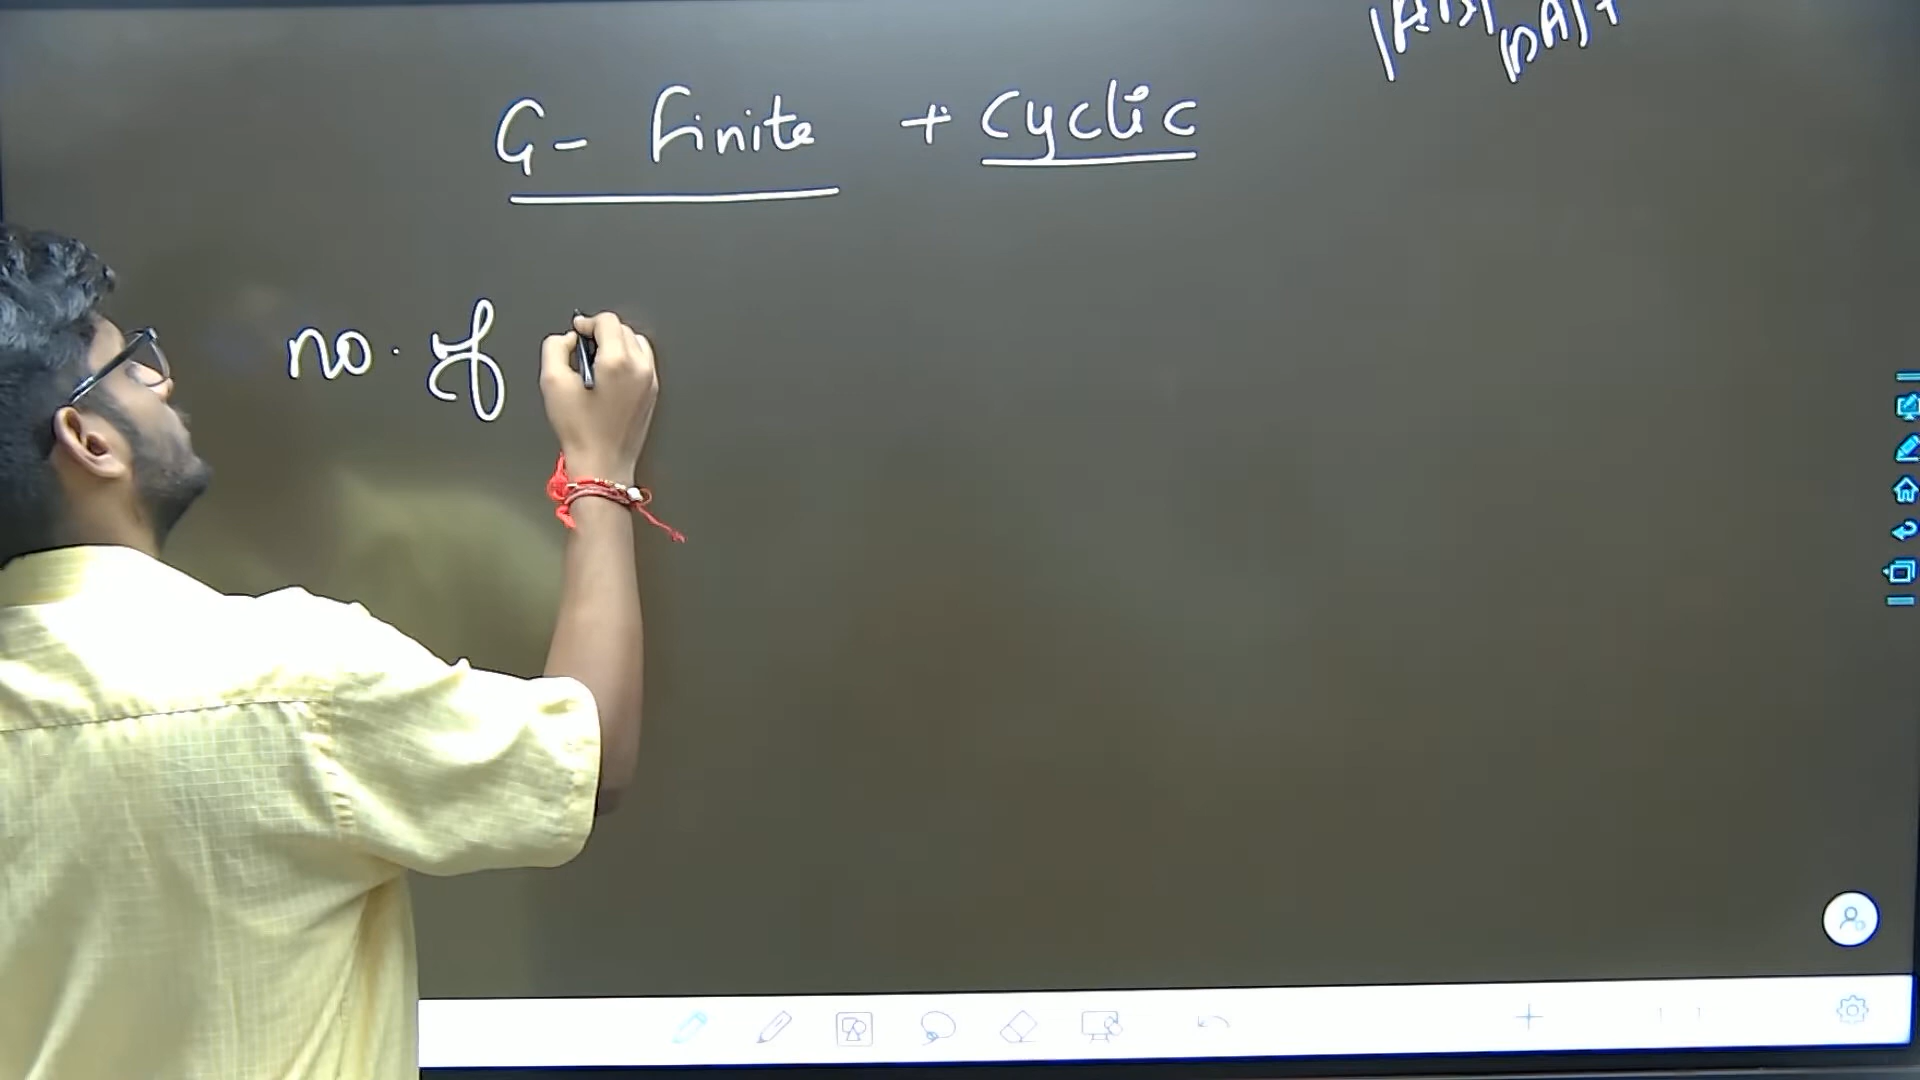 G- finite + cyclic
no. of